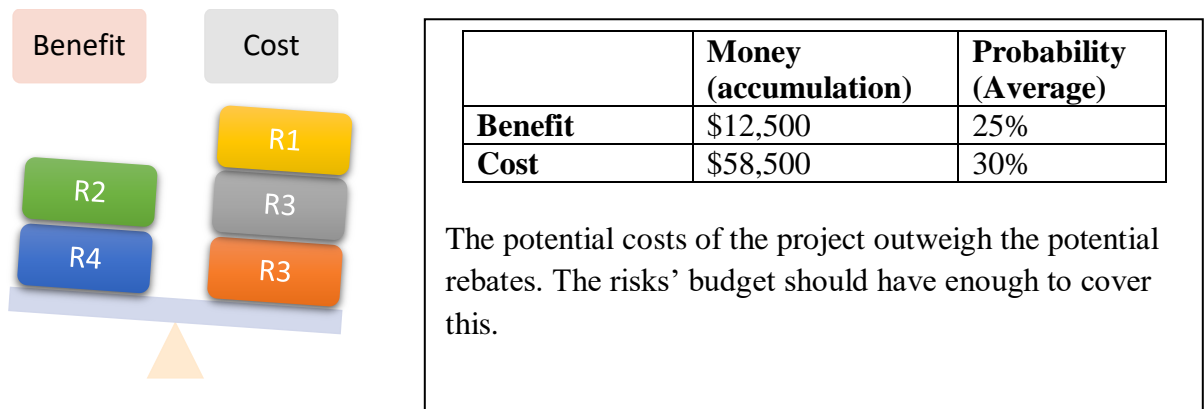 Benefit
Cost
R1
R2
R3
R4
R3
Money
(accumulation)
Probability
(Average)
Benefit
$12,500
25%
Cost
$58,500
30%
The potential costs of the project outweigh the potential
rebates. The risks’ budget should have enough to cover
this.